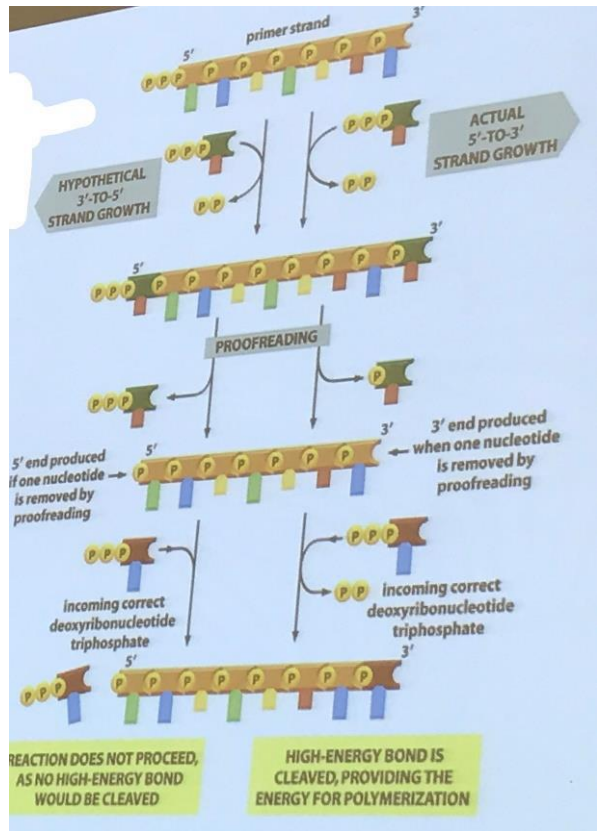 primer strand
3'
5'
P P P P P P P P P P
P P P
P P P
ACTUAL
5'-TO-3'
STRAND GROWTH
HYPOTHETICAL
3'-TO-5'
STRAND GROWTH
P P
P P
3'
5'
P P P P P P P P P P P
PROOFREADING
P
P P P
3'
5'
P P P P P P P
5' end produced
if one nucleotide
is removed by
proofreading
3' end produced
when one nucleotide
is removed by
proofreading
P P P
P P P
P P
incoming correct
deoxyribonucleotide
triphosphate
incoming correct
deoxyribonucleotide
triphosphate
3'
5'
P P P
P P P P P P P P
REACTION DOES NOT PROCEED,
AS NO HIGH-ENERGY BOND
WOULD BE CLEAVED
HIGH-ENERGY BOND IS
CLEAVED, PROVIDING THE
ENERGY FOR POLYMERIZATION